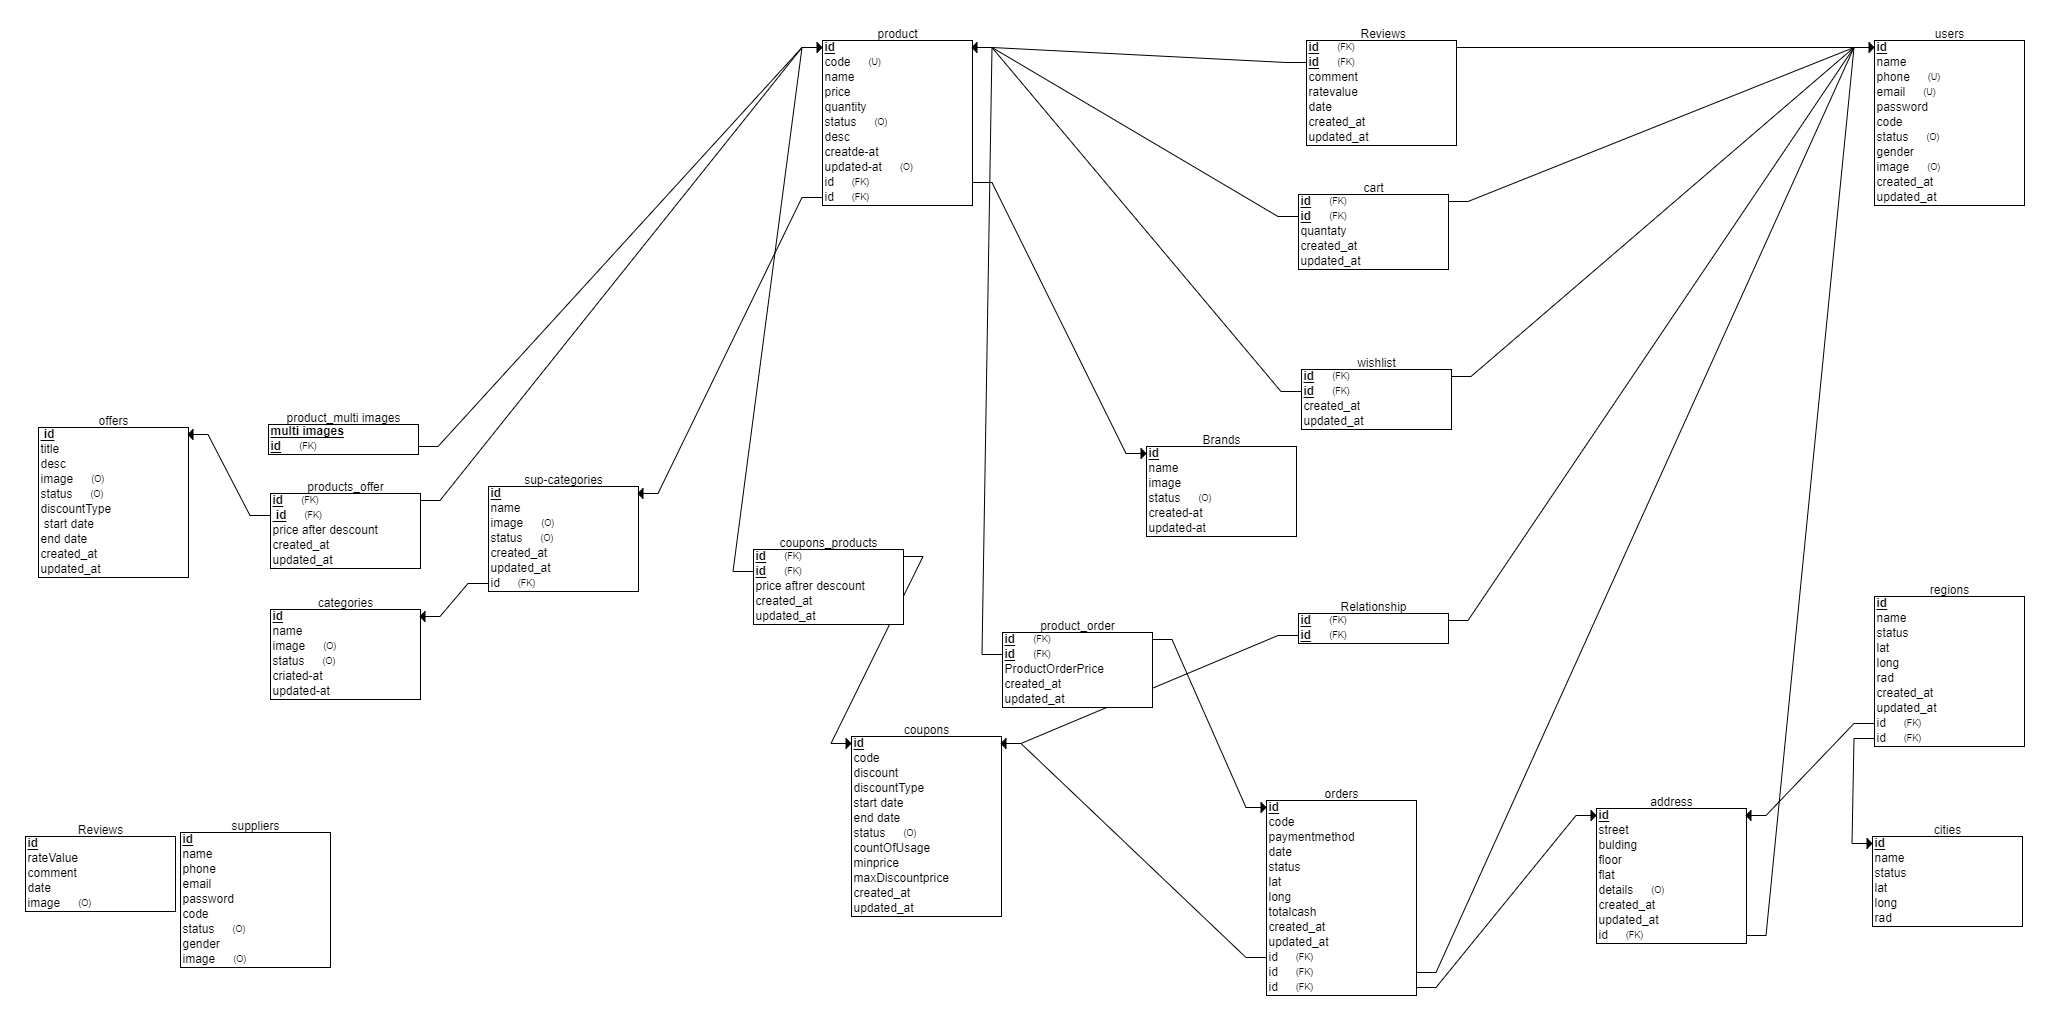 product
id
code (U)
name
price
quantity
status (O)
desc
creatde-at
updated-at (O)
id (FK)
id (FK)
Reviews
id (FK)
id (FK)
comment
ratevalue
date
created_at
updated_at
users
id
name
phone (U)
email (U)
password
code
status (O)
gender
image (O)
created_at
updated_at
cart
id (FK)
id (FK)
quantaty
created_at
updated_at
wishlist
id (FK)
id (FK)
created_at
updated_at
offers
id
title
desc
image (O)
status (O)
discountType
start date
end date
created_at
updated_at
product_multi images
multi images
id (FK)
products_offer
id (FK)
id (FK)
price after descount
created_at
updated_at
sup-categories
id
name
image (O)
status (O)
created_at
updated_at
id (FK)
Brands
id
name
image
status (O)
created-at
updated-at
coupons_products
id (FK)
id (FK)
price aftrer descount
created_at
updated_at
categories
id
name
image (O)
status (O)
criated-at
updated-at
product_order
id (FK)
id (FK)
ProductOrderPrice
created_at
updated_at
Relationship
id (FK)
id (FK)
regions
id
name
status
lat
long
rad
created_at
updated_at
id (FK)
id (FK)
coupons
id
code
discount
discountType
start date
end date
status (O)
countOfUsage
minprice
maxDiscountprice
created_at
updated_at
orders
id
code
paymentmethod
date
status
lat
long
totalcash
created_at
updated_at
id (FK)
id (FK)
id (FK)
address
id
street
bulding
floor
flat
details (O)
created_at
updated_at
id (FK)
cities
id
name
status
lat
long
rad
Reviews
id
rateValue
comment
date
image (O)
suppliers
id
name
phone
email
password
code
status (O)
gender
image (O)